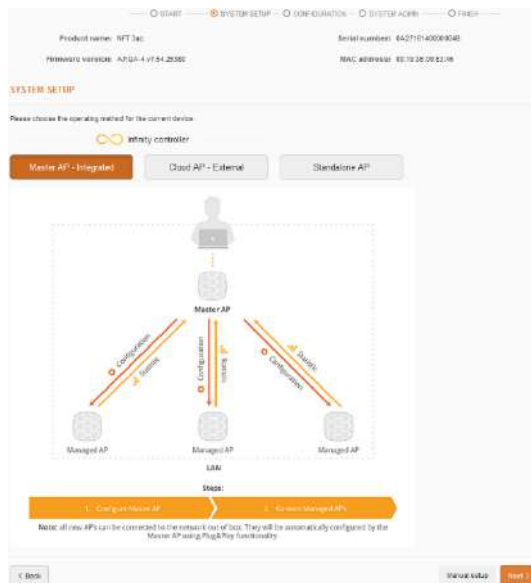 START SYSTEM SETUP CONFIGURATION SYSTEM ADMIN FINISH
Product name: NFT 3ac Serial number:
Firmware version: MAC address:
SYSTEM SETUP
Please choose the operating method for the current device.
Infinity controller
Master AP - Integrated Cloud AP - External Standalone AP
Master AP
Configuration Statistic Configuration Statistic Statistic Configuration
Managed AP Managed AP Managed AP
LAN
Steps:
1. Configure Master AP 2. Connect Managed APs
Note: all new APs can be connected to the network out of box. They will be automatically configured by the
Master AP using Plug&Play functionality.
< Back Manual setup Next >